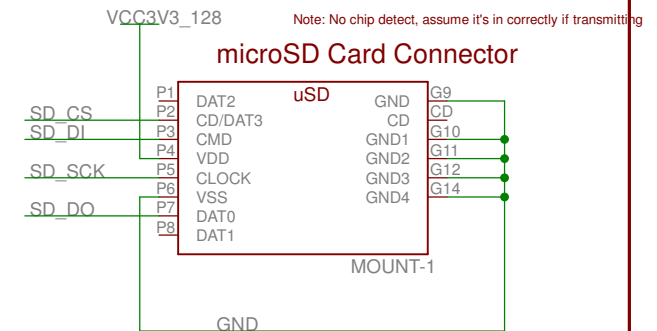 VCC3V3_128
Note: No chip detect, assume it's in correctly if transmitting
microSD Card Connector
uSD
P1 DAT2 GND G9
SD_CS P2 CD/DAT3 CD CD
SD_DI P3 CMD GND1 G10
P4 VDD GND2 G11
SD_SCK P5 CLOCK GND3 G12
P6 VSS GND4 G14
SD_DO P7 DAT0
P8 DAT1
MOUNT-1
GND